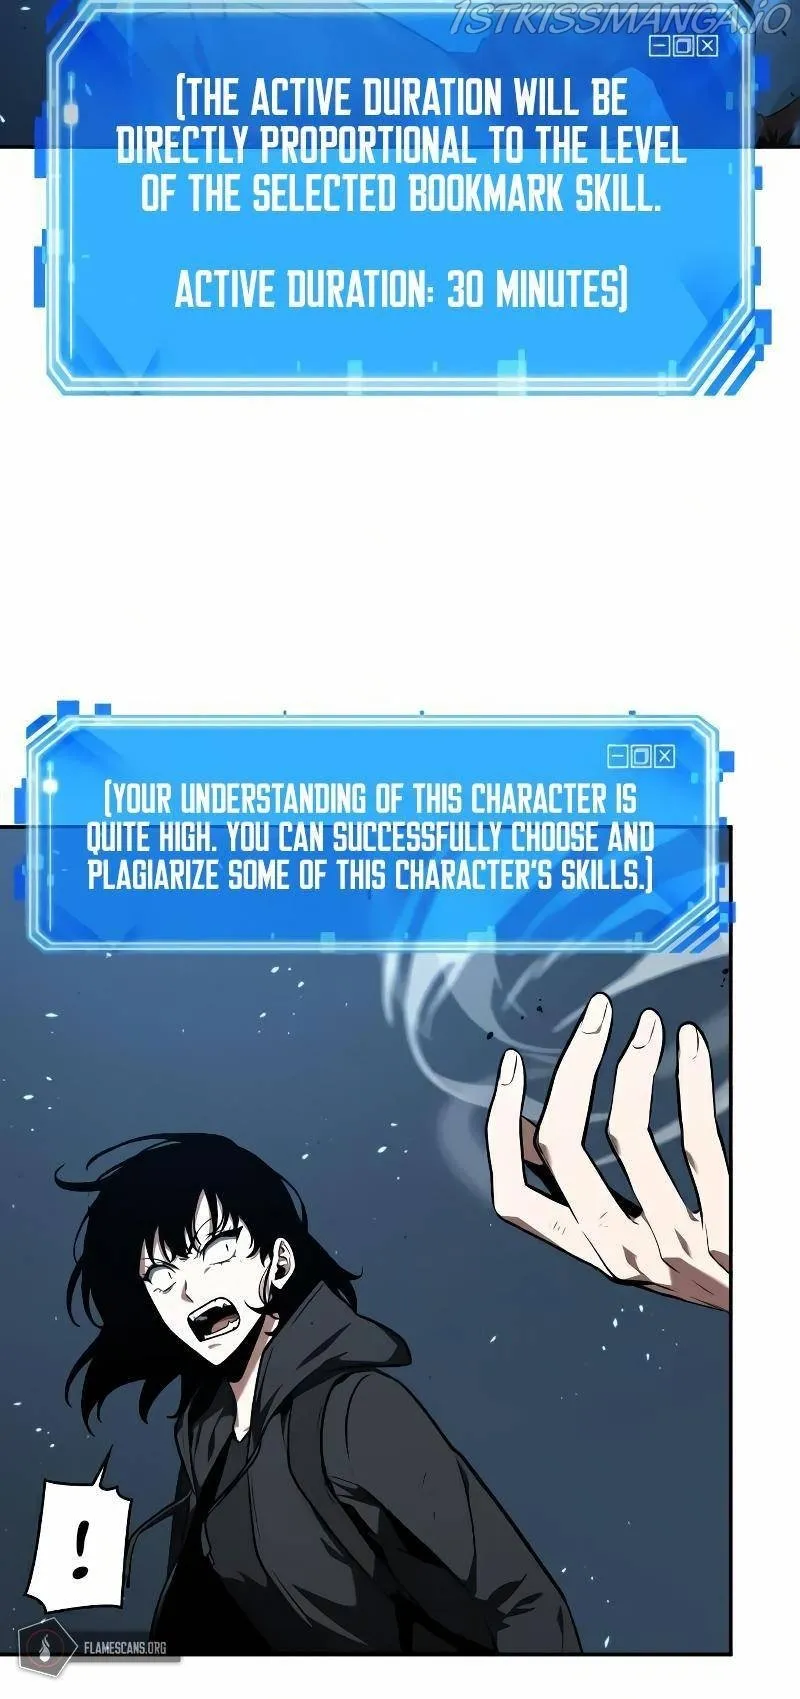 1STKISSMANGA.IO
(THE ACTIVE DURATION WILL BE
DIRECTLY PROPORTIONAL TO THE LEVEL
OF THE SELECTED BOOKMARK SKILL.
ACTIVE DURATION: 30 MINUTES)
(YOUR UNDERSTANDING OF THIS CHARACTER IS
QUITE HIGH. YOU CAN SUCCESSFULLY CHOOSE AND
PLAGIARIZE SOME OF THIS CHARACTER'S SKILLS.)
!
FLAMESCANS.ORG